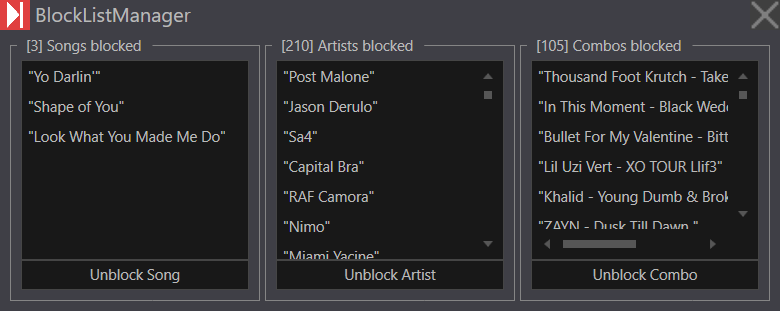 BlockListManager
[3] Songs blocked
"Yo Darlin'"
"Shape of You"
"Look What You Made Me Do"
Unblock Song
[210] Artists blocked
"Post Malone"
"Jason Derulo"
"Sa4"
"Capital Bra"
"RAF Camora"
"Nimo"
"Miami Yacine"
Unblock Artist
[105] Combos blocked
"Thousand Foot Krutch - Take
"In This Moment - Black Wed
"Bullet For My Valentine - Bitt
"Lil Uzi Vert - XO TOUR Llif3"
"Khalid - Young Dumb & Brok
"ZAYN - Dusk Till Dawn "
Unblock Combo